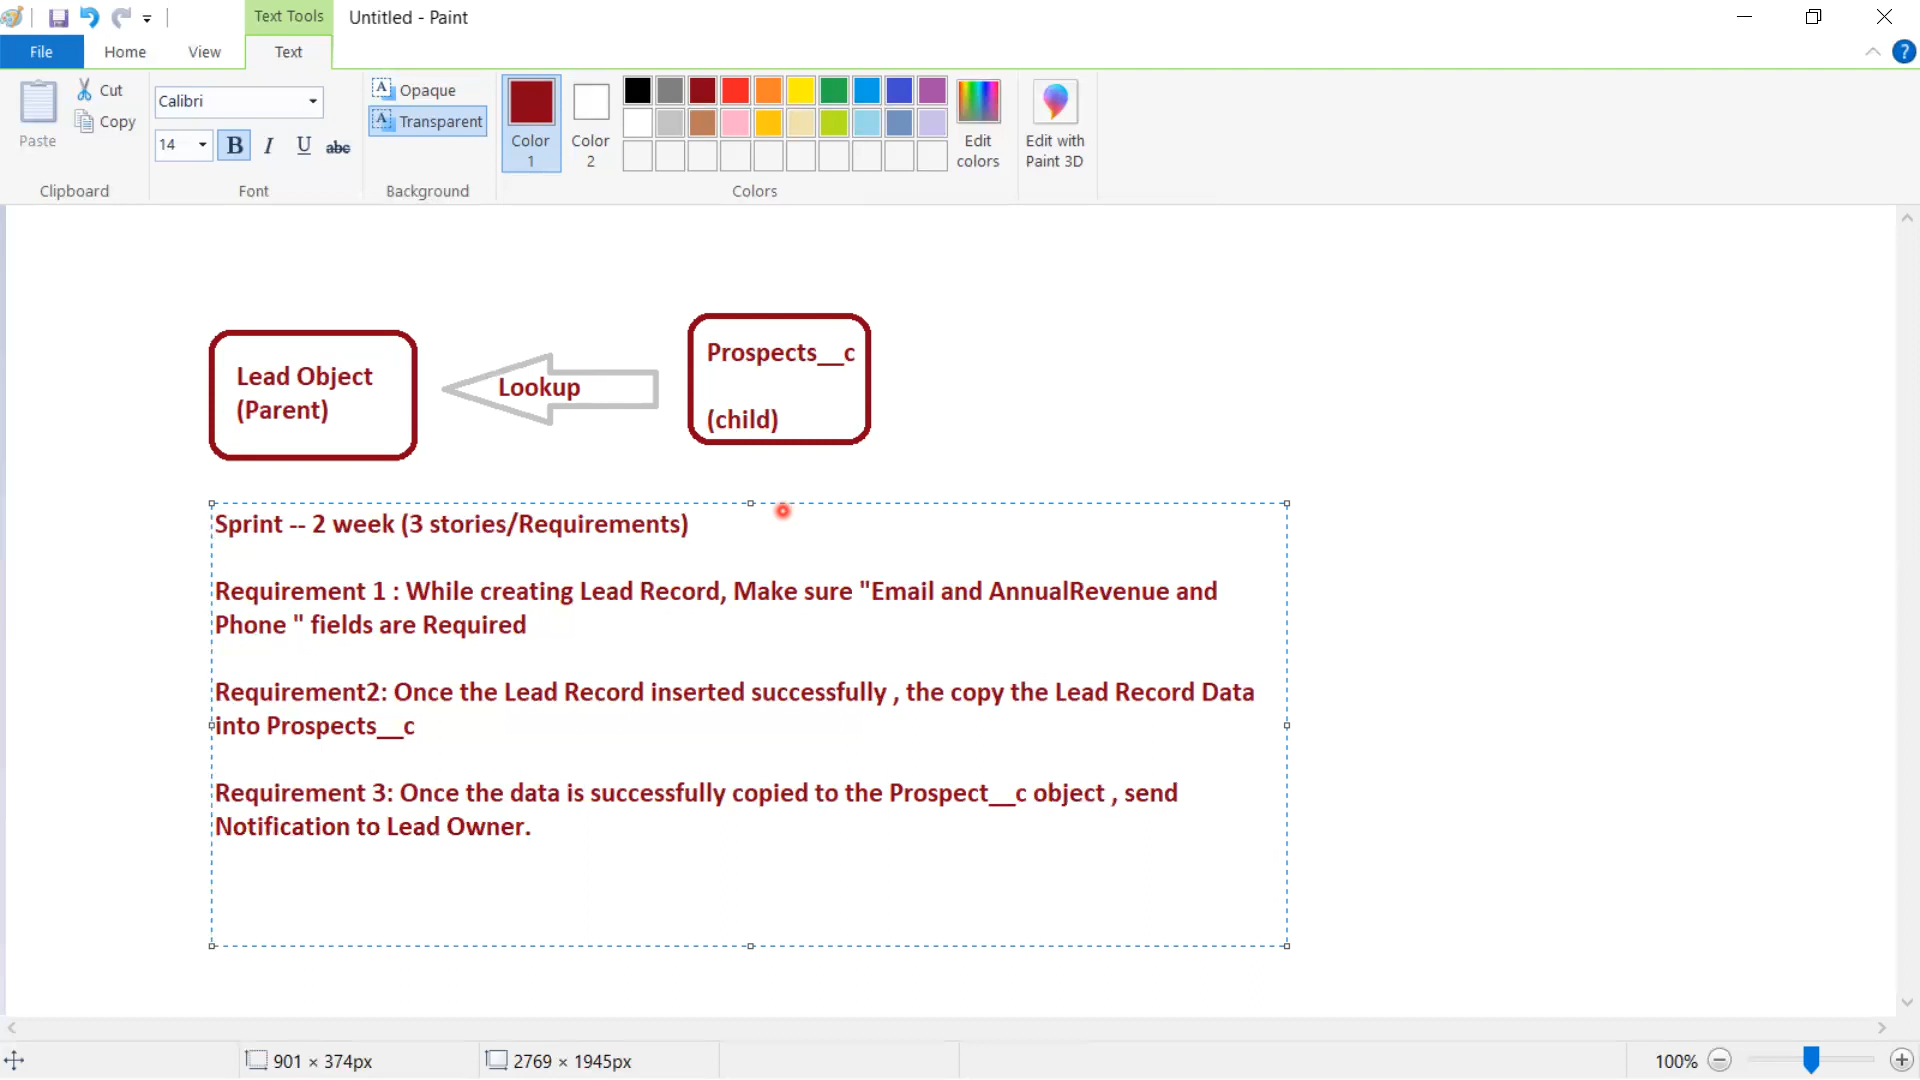 Text Tools
Untitled - Paint
File
Home
View
Text
Paste
Cut
Copy
Clipboard
Calibri
14
B I U abc
Font
Opaque
Transparent
Background
Color
1
Color
2
Edit
colors
Colors
Edit with
Paint 3D
Lead Object
(Parent)
Lookup
Prospects__c
(child)
Sprint -- 2 week (3 stories/Requirements)
Requirement 1 : While creating Lead Record, Make sure "Email and AnnualRevenue and
Phone " fields are Required
Requirement2: Once the Lead Record inserted successfully , the copy the Lead Record Data
into Prospects__c
Requirement 3: Once the data is successfully copied to the Prospect__c object , send
Notification to Lead Owner.
901 × 374px
2769 × 1945px
100%